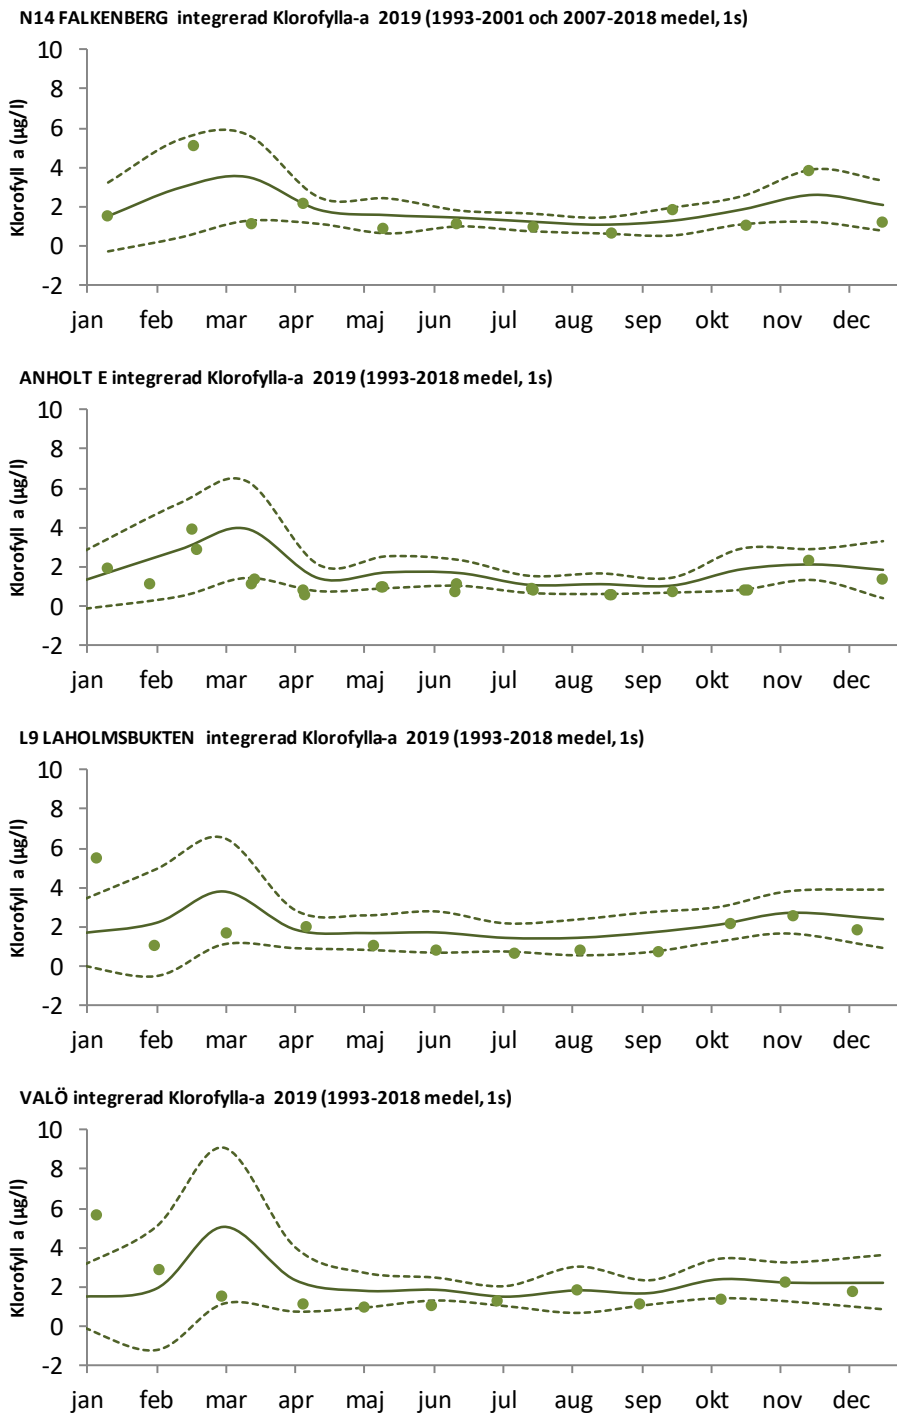 N14 FALKENBERG integrerad Klorofylla-a 2019 (1993-2001 och 2007-2018 medel, 1s)
Klorofyll a (µg/l)
10
8
6
4
2
0
-2
jan feb mar apr maj jun jul aug sep okt nov dec
ANHOLT E integrerad Klorofylla-a 2019 (1993-2018 medel, 1s)
Klorofyll a (µg/l)
10
8
6
4
2
0
-2
jan feb mar apr maj jun jul aug sep okt nov dec
L9 LAHOLMSBUKTEN integrerad Klorofylla-a 2019 (1993-2018 medel, 1s)
Klorofyll a (µg/l)
10
8
6
4
2
0
-2
jan feb mar apr maj jun jul aug sep okt nov dec
VALÖ integrerad Klorofylla-a 2019 (1993-2018 medel, 1s)
Klorofyll a (µg/l)
10
8
6
4
2
0
-2
jan feb mar apr maj jun jul aug sep okt nov dec